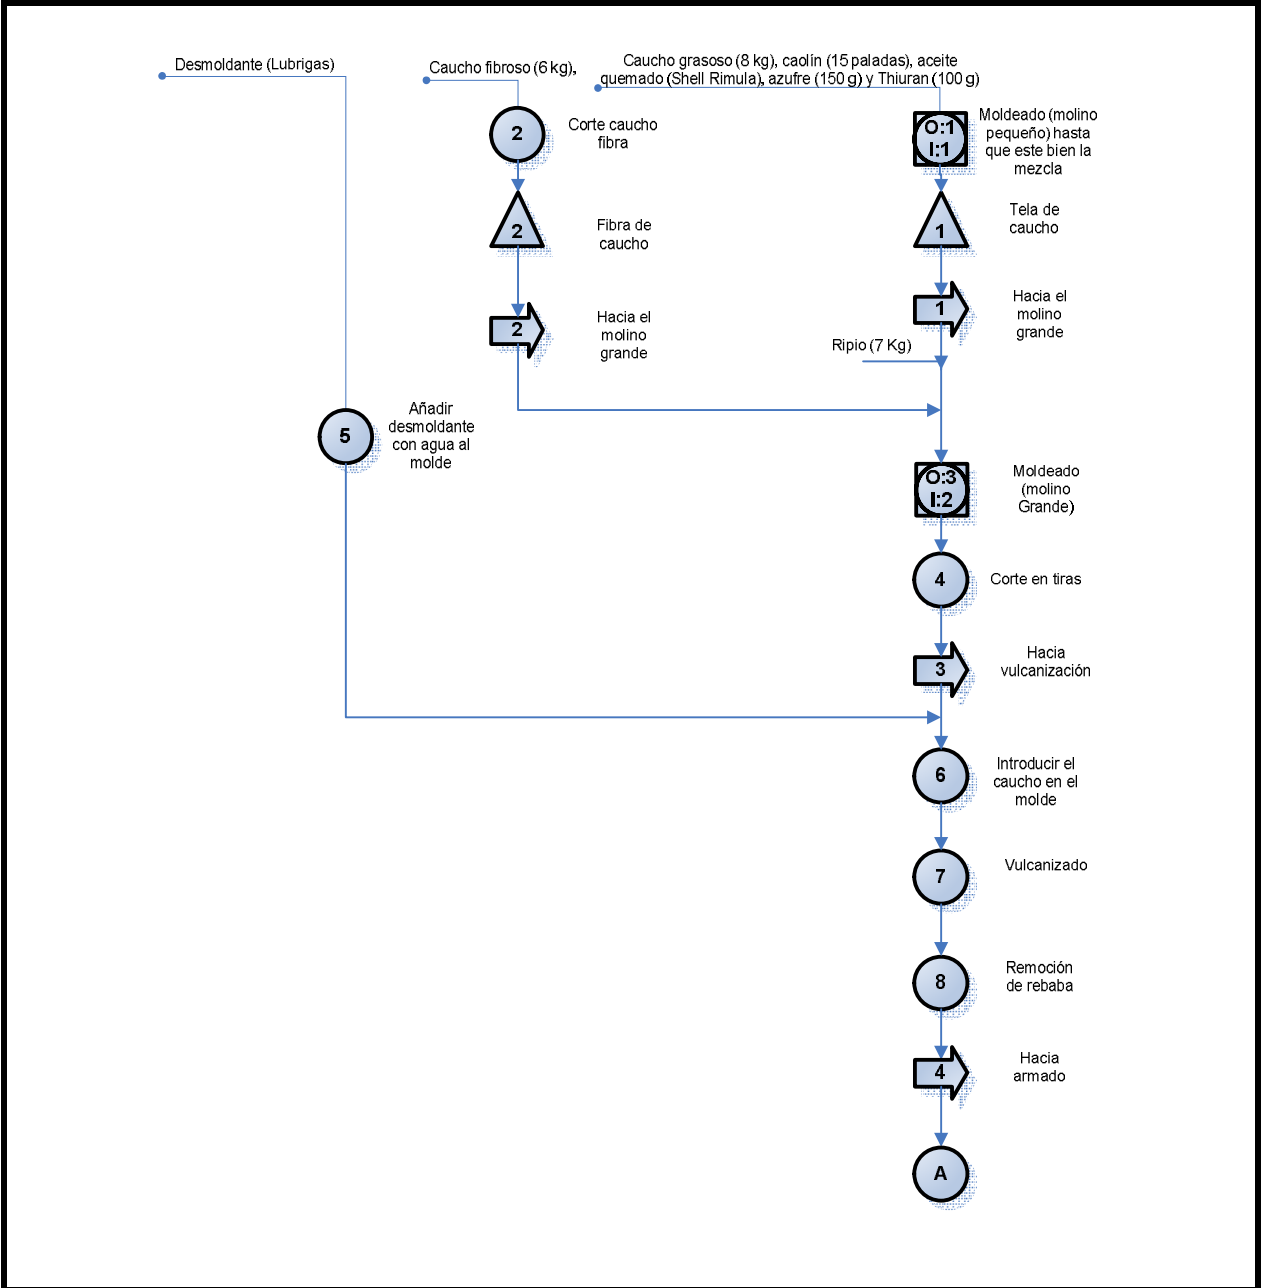 Desmoldante (Lubrigas)
Caucho fibroso (6 kg),
Caucho grasoso (8 kg), caolín (15 paladas), aceite
quemado (Shell Rimula), azufre (150 g) y Thiuran (100 g)
2
Corte caucho
fibra
O:1
I:1
Moldeado (molino
pequeño) hasta
que este bien la
mezcla
2
Fibra de
caucho
1
Tela de
caucho
2
Hacia el
molino
grande
1
Hacia el
molino
grande
Ripio (7 Kg)
5
Añadir
desmoldante
con agua al
molde
O:3
I:2
Moldeado
(molino
Grande)
4
Corte en tiras
3
Hacia
vulcanización
6
Introducir el
caucho en el
molde
7
Vulcanizado
8
Remoción
de rebaba
4
Hacia
armado
A